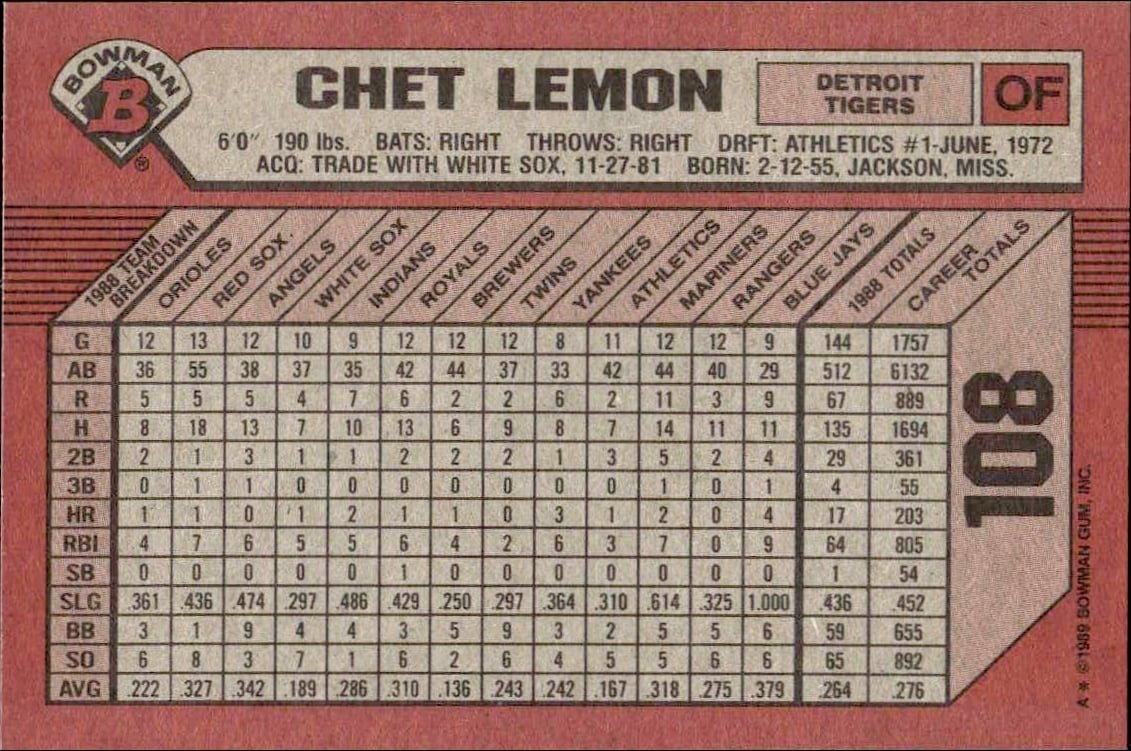 BOWMAN
B
®
CHET LEMON
DETROIT
TIGERS
OF
6'0" 190 lbs. BATS: RIGHT THROWS: RIGHT DRFT: ATHLETICS #1-JUNE, 1972
ACQ: TRADE WITH WHITE SOX, 11-27-81 BORN: 2-12-55, JACKSON, MISS.
1988 TEAM
BREAKDOWN
ORIOLES
RED SOX.
ANGELS
WHITE SOX
INDIANS
ROYALS
BREWERS
TWINS
YANKEES
ATHLETICS
MARINERS
RANGERS
BLUE JAYS
1988 TOTALS
CAREER
TOTALS
G 12 13 12 10 9 12 12 12 8 11 12 12 9 144 1757
AB 36 55 38 37 35 42 44 37 33 42 44 40 29 512 6132
R 5 5 5 4 7 6 2 2 6 2 11 3 9 67 889
H 8 18 13 7 10 13 6 9 8 7 14 11 11 135 1694
2B 2 1 3 1 1 2 2 2 1 3 5 2 4 29 361
3B 0 1 1 0 0 0 0 0 0 0 1 0 1 4 55
HR 1 1 0 1 2 1 1 0 3 1 2 0 4 17 203
RBI 4 7 6 5 5 6 4 2 6 3 7 0 9 64 805
SB 0 0 0 0 0 1 0 0 0 0 0 0 0 1 54
SLG .361 .436 .474 .297 .486 .429 .250 .297 .364 .310 .614 .325 1.000 .436 .452
BB 3 1 9 4 4 3 5 9 3 2 5 5 6 59 655
SO 6 8 3 7 1 6 2 6 4 5 5 6 6 65 892
AVG .222 .327 .342 .189 .286 .310 .136 .243 .242 .167 .318 .275 .379 .264 .276
108
A * ©1989 BOWMAN GUM, INC.